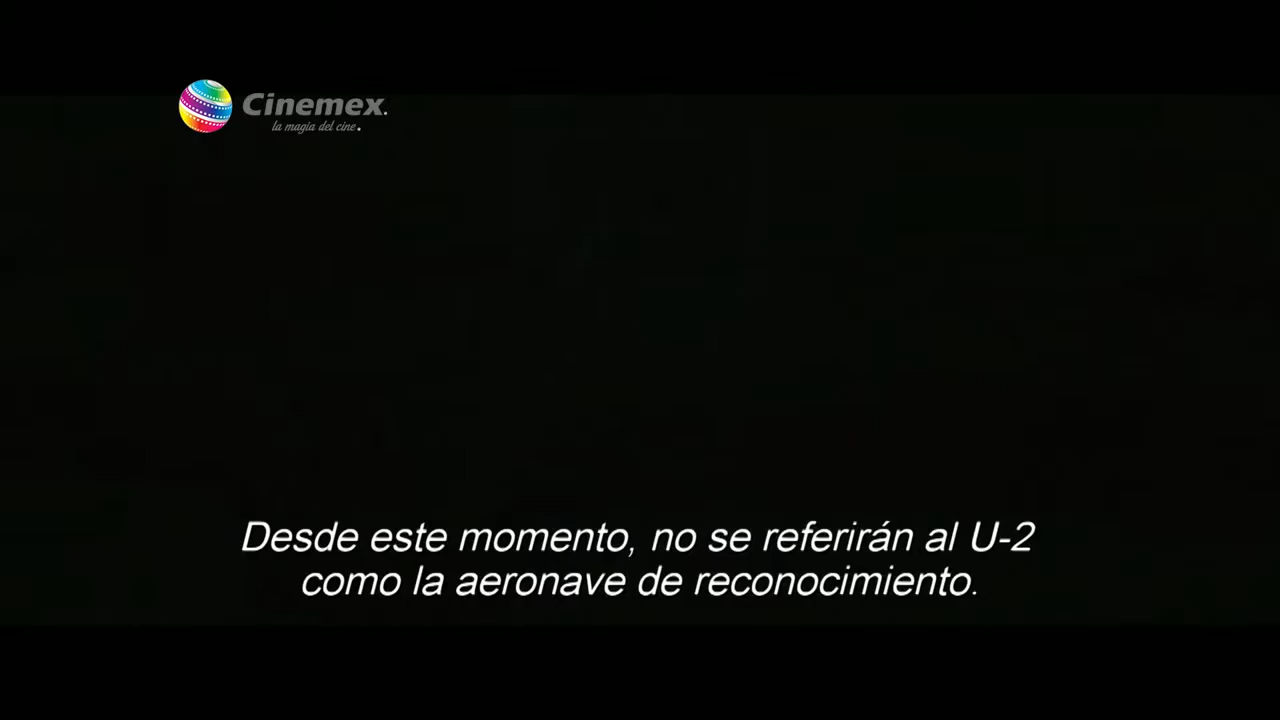 Cinemex.
la magia del cine.
Desde este momento, no se referirán al U-2
como la aeronave de reconocimiento.